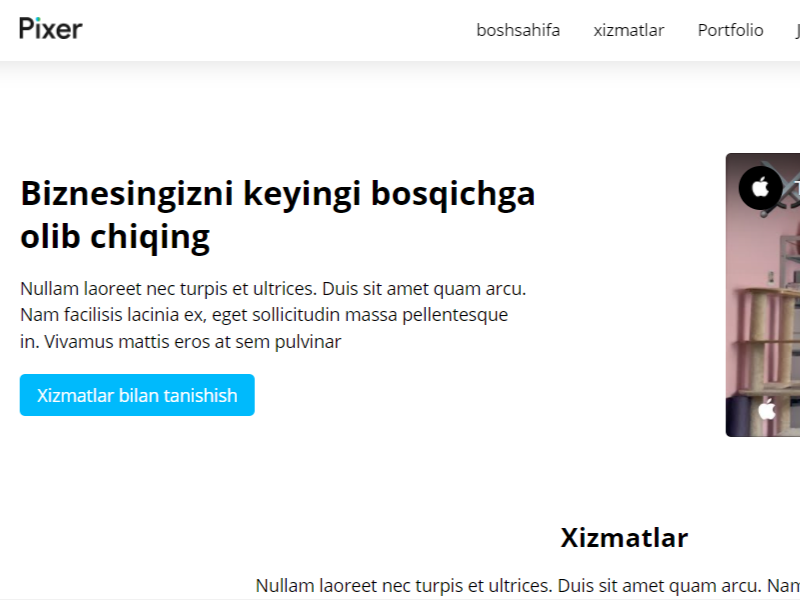 Pixer
boshsahifa xizmatlar Portfolio
Biznesingizni keyingi bosqichga
olib chiqing
Nullam laoreet nec turpis et ultrices. Duis sit amet quam arcu.
Nam facilisis lacinia ex, eget sollicitudin massa pellentesque
in. Vivamus mattis eros at sem pulvinar
Xizmatlar bilan tanishish
Xizmatlar
Nullam laoreet nec turpis et ultrices. Duis sit amet quam arcu. Nam